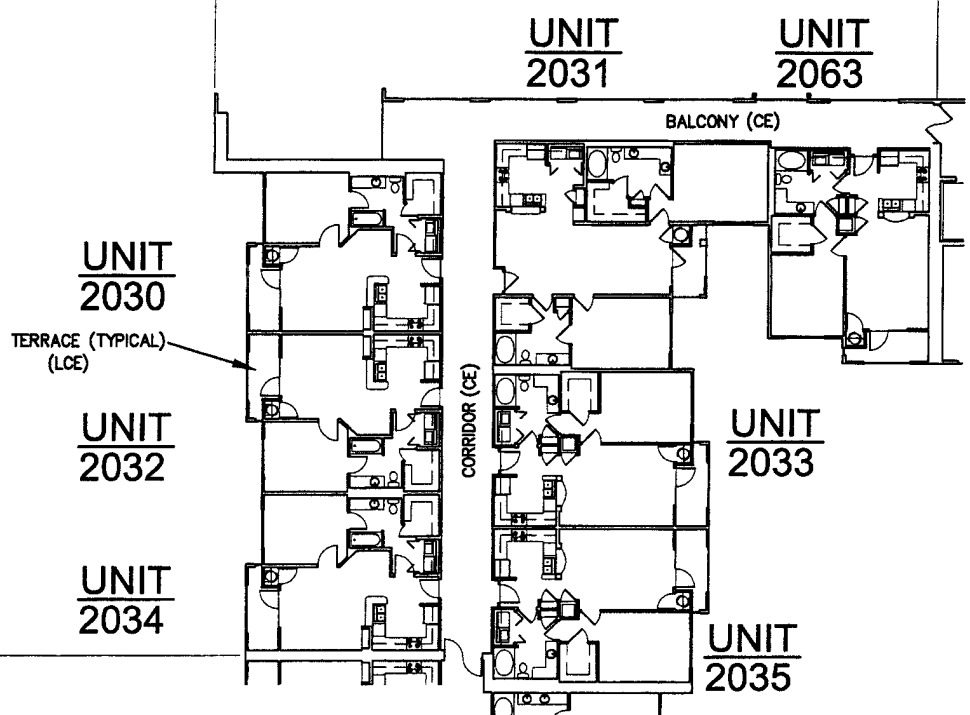 UNIT
2031
UNIT
2063
BALCONY (CE)
UNIT
2030
TERRACE (TYPICAL)
(LCE)
UNIT
2032
CORRIDOR (CE)
UNIT
2033
UNIT
2034
UNIT
2035